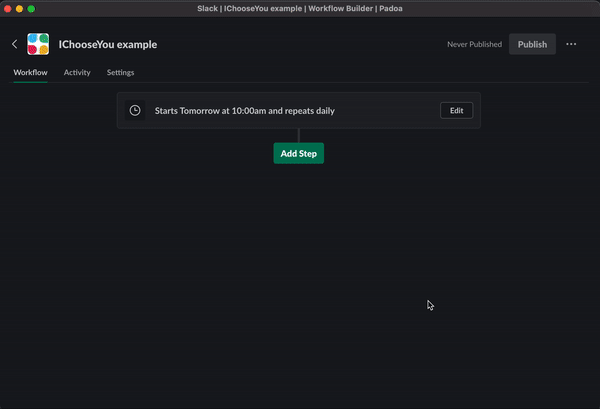 Slack | IChooseYou example | Workflow Builder | Padoa
IChooseYou example
Never Published
Publish
Workflow
Activity
Settings
Starts Tomorrow at 10:00am and repeats daily
Edit
Add Step